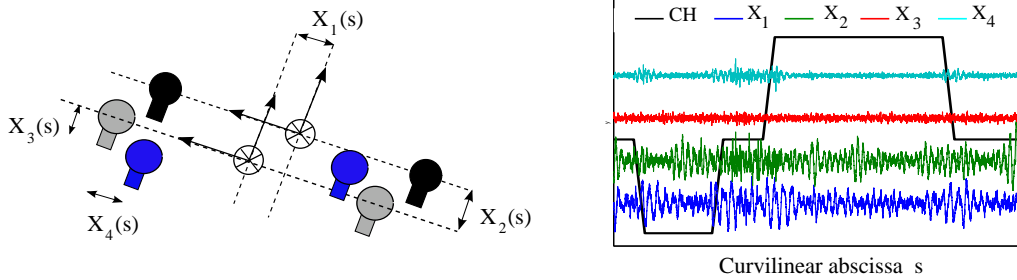 X1(s)
X3(s)
X4(s)
X2(s)
CH X1 X2 X3 X4
Curvilinear abscissa s